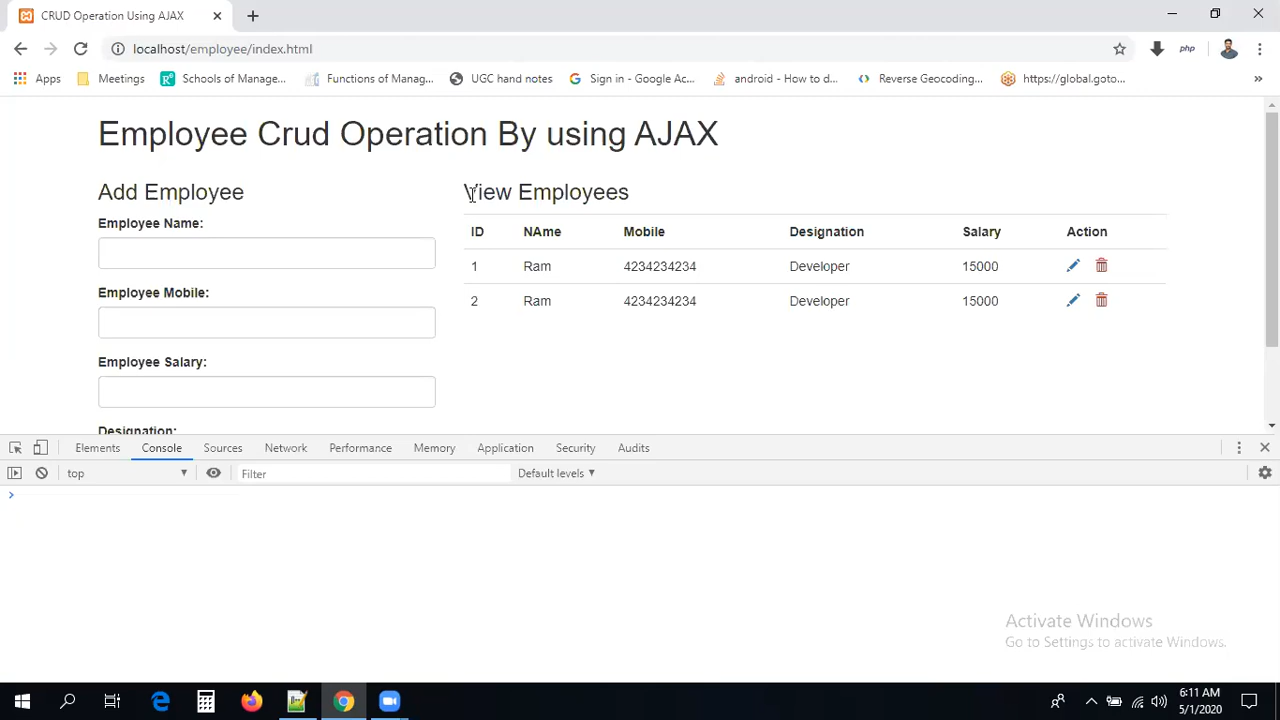 CRUD Operation Using AJAX
localhost/employee/index.html
php
Apps Meetings Schools of Manage... Functions of Manag... UGC hand notes Sign in - Google Ac... android - How to d... Reverse Geocoding... https://global.goto... »
Employee Crud Operation By using AJAX
Add Employee
Employee Name:
Employee Mobile:
Employee Salary:
Designation:
View Employees
ID NAme Mobile Designation Salary Action
1 Ram 4234234234 Developer 15000
2 Ram 4234234234 Developer 15000
Elements Console Sources Network Performance Memory Application Security Audits
top Filter Default levels
Activate Windows
Go to Settings to activate Windows.
6:11 AM
5/1/2020